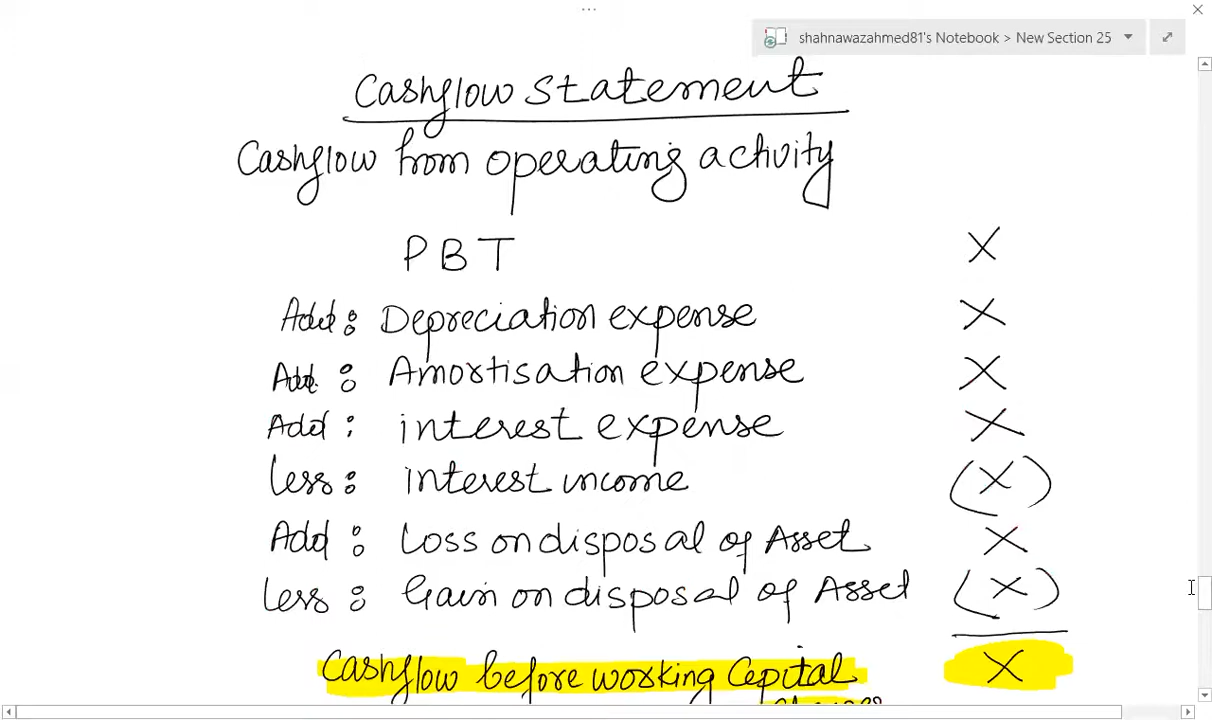 ...
shahnawazahmed81's Notebook > New Section 25
Cashflow Statement
Cashflow from operating activity
PBT X
Add: Depreciation expense X
Add: Amortisation expense X
Add: interest expense X
less: interest income (X)
Add: Loss on disposal of Asset X
less: Gain on disposal of Asset (X)
Cashflow before working Capital X